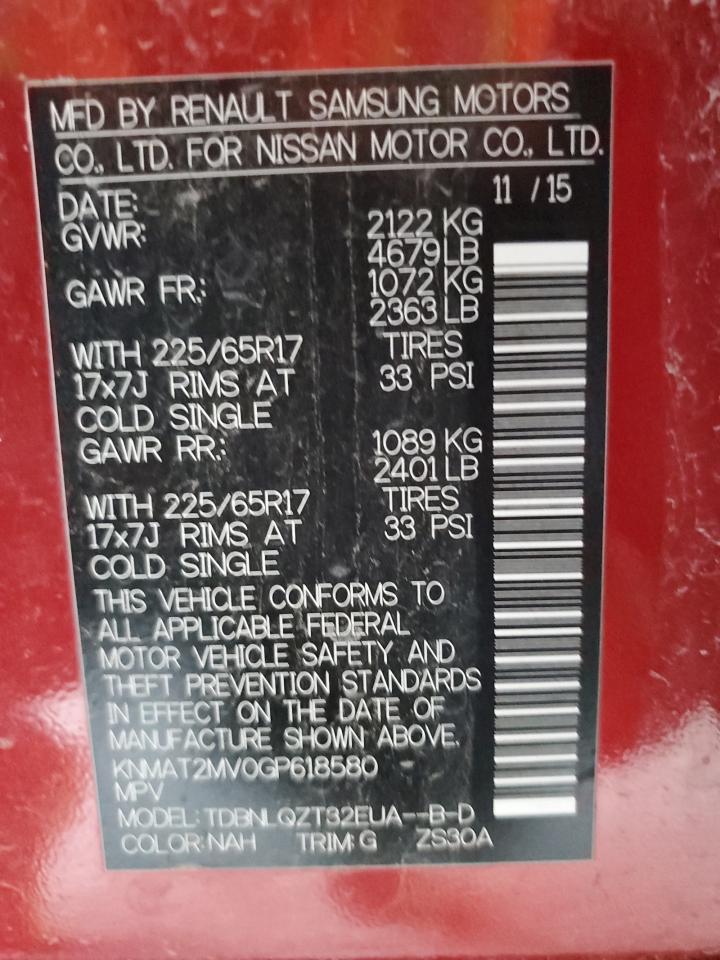 MFD BY RENAULT SAMSUNG MOTORS
CO., LTD. FOR NISSAN MOTOR CO., LTD.
DATE: 11 / 15
GVWR: 2122 KG
4679 LB
GAWR FR.: 1072 KG
2363 LB
WITH 225/65R17 TIRES
17x7J RIMS AT 33 PSI
COLD SINGLE
GAWR RR.: 1089 KG
2401 LB
WITH 225/65R17 TIRES
17x7J RIMS AT 33 PSI
COLD SINGLE
THIS VEHICLE CONFORMS TO
ALL APPLICABLE FEDERAL
MOTOR VEHICLE SAFETY AND
THEFT PREVENTION STANDARDS
IN EFFECT ON THE DATE OF
MANUFACTURE SHOWN ABOVE.
KNMAT2MV0GP618580
MPV
MODEL: TDBNLQZT32EUA--B-D
COLOR: NAH TRIM: G ZS30A